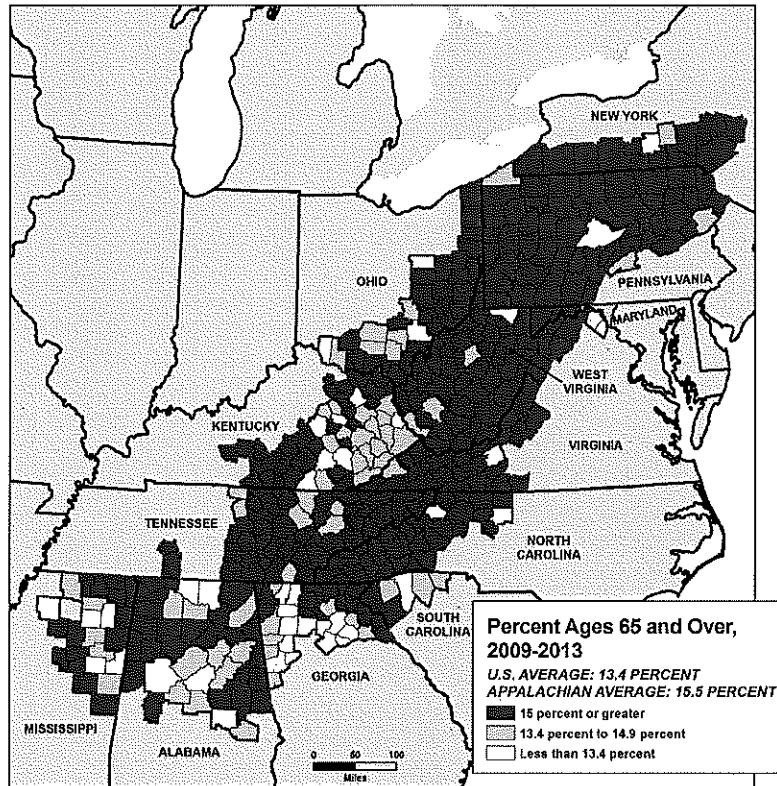 NEW YORK
OHIO
PENNSYLVANIA
MARYLAND
WEST
VIRGINIA
KENTUCKY
VIRGINIA
TENNESSEE
NORTH
CAROLINA
SOUTH
CAROLINA
GEORGIA
MISSISSIPPI
ALABAMA
0 50 100
Miles
Percent Ages 65 and Over,
2009-2013
U.S. AVERAGE: 13.4 PERCENT
APPALACHIAN AVERAGE: 15.5 PERCENT
15 percent or greater
13.4 percent to 14.9 percent
Less than 13.4 percent